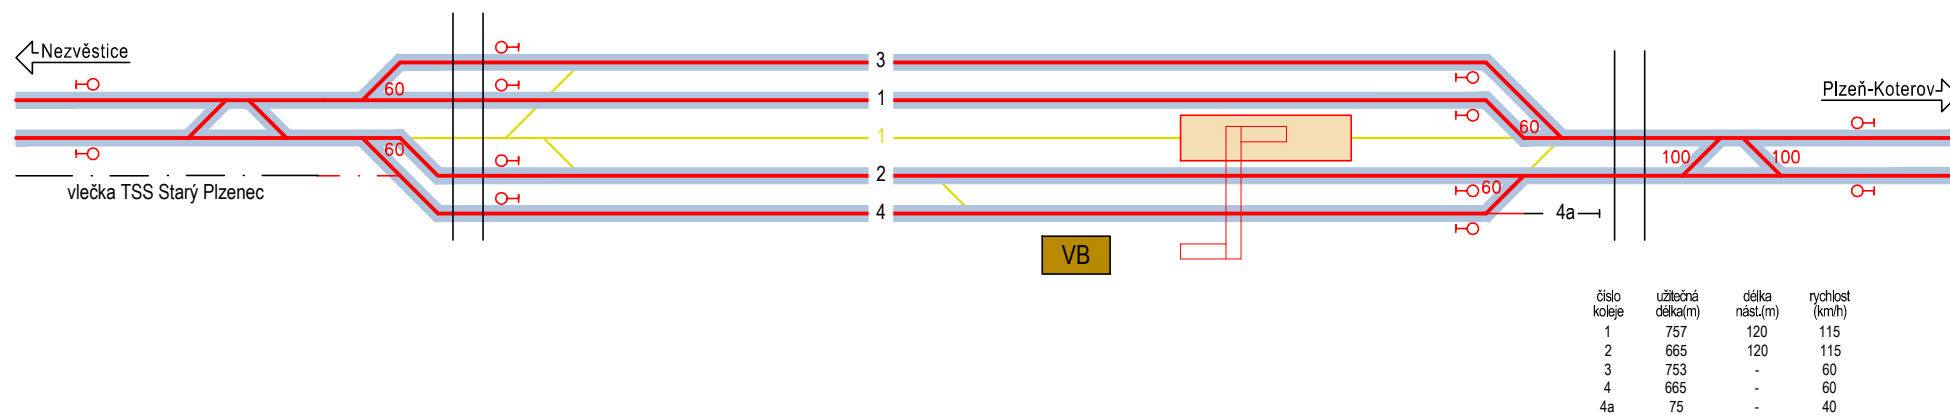 Nezvěstice
3
60
1
Plzeň-Koterov
1
60
60
100
100
vlečka TSS Starý Plzenec
2
60
4
4a
VB
číslo koleje užitečná délka(m) délka nást.(m) rychlost (km/h)
1 757 120 115
2 665 120 115
3 753 - 60
4 665 - 60
4a 75 - 40